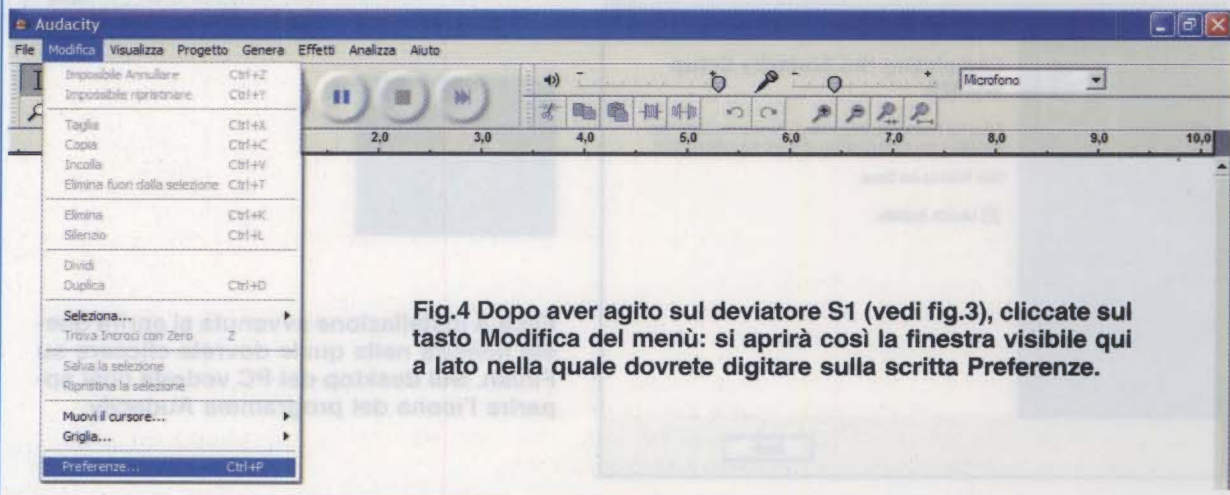 Audacity
File Modifica Visualizza Progetto Genera Effetti Analizza Aiuto
Impossibile Annullare Ctrl+Z
Impossibile ripristinare Ctrl+Y
Microfono
Taglia Ctrl+X
Copia Ctrl+C
Incolla Ctrl+V
Elimina fuori dalla selezione Ctrl+T
2,0 3,0 4,0 5,0 6,0 7,0 8,0 9,0 10,0
Elimina Ctrl+K
Silenzio Ctrl+L
Dividi
Duplica Ctrl+D
Seleziona...
Trova Incroci con Zero Z
Salva la selezione
Ripristina la selezione
Muovi il cursore...
Griglia...
Preferenze... Ctrl+P
Fig.4 Dopo aver agito sul deviatore S1 (vedi fig.3), cliccate sul
tasto Modifica del menù: si aprirà così la finestra visibile qui
a lato nella quale dovrete digitare sulla scritta Preferenze.